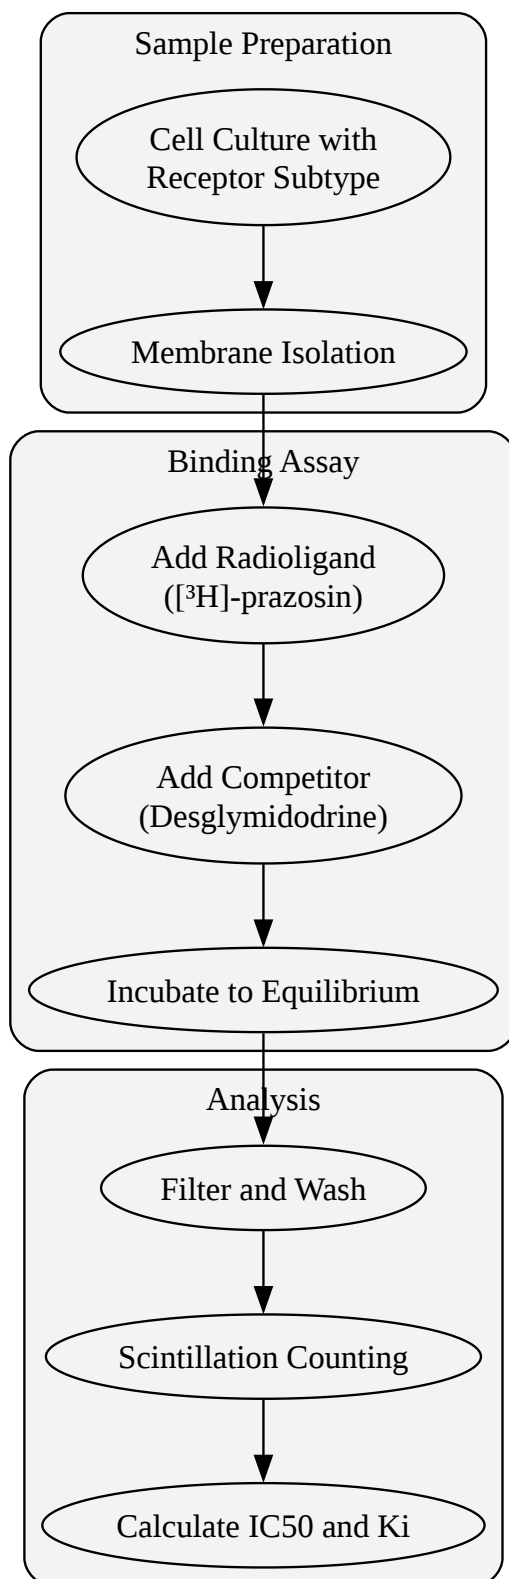 Sample Preparation
Cell Culture with
Receptor Subtype
Membrane Isolation
Binding Assay
Add Radioligand
([³H]-prazosin)
Add Competitor
(Desglymidodrine)
Incubate to Equilibrium
Analysis
Filter and Wash
Scintillation Counting
Calculate IC50 and Ki